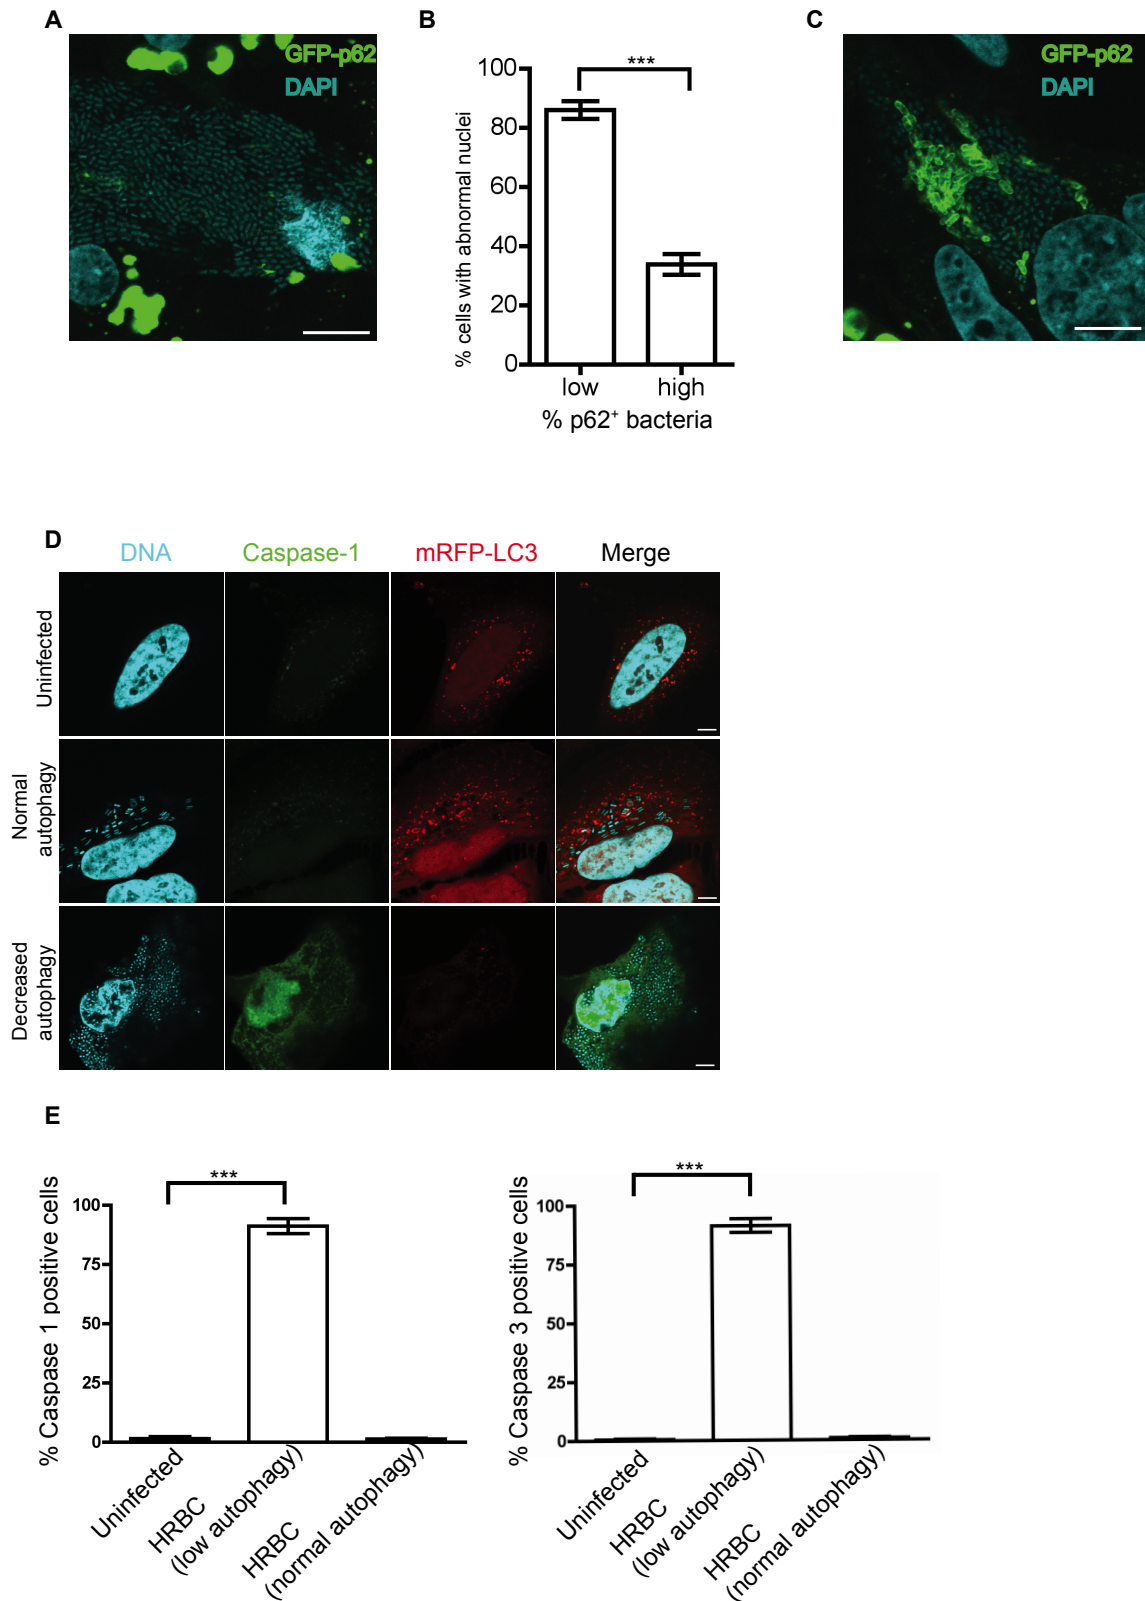 A
GFP-p62
DAPI
B
% cells with abnormal nuclei
100
80
60
40
20
0
***
low
high
% p62⁺ bacteria
C
GFP-p62
DAPI
D
DNA
Caspase-1
mRFP-LC3
Merge
Uninfected
Normal
autophagy
Decreased
autophagy
E
% Caspase 1 positive cells
100
75
50
25
0
***
Uninfected
HRBC
(low autophagy)
HRBC
(normal autophagy)
% Caspase 3 positive cells
100
75
50
25
0
***
Uninfected
HRBC
(low autophagy)
HRBC
(normal autophagy)